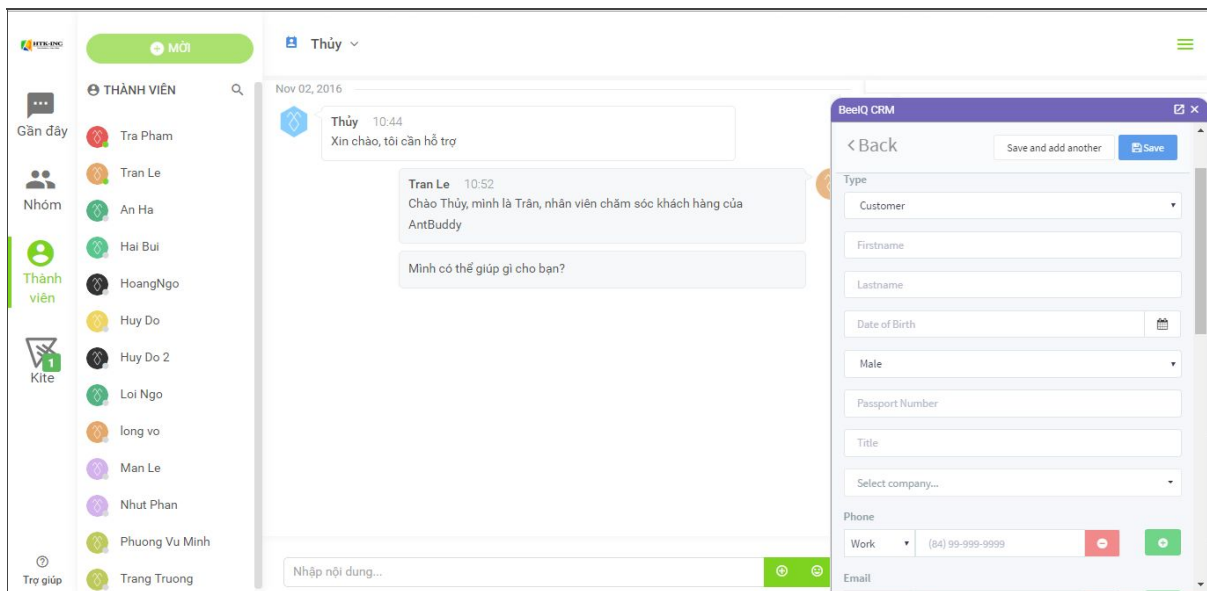 HTK-INC
MỜI
Thủy
THÀNH VIÊN
Gần đây
Nhóm
Thành
viên
1
Kite
Trợ giúp
Tra Pham
Tran Le
An Ha
Hai Bui
HoangNgo
Huy Do
Huy Do 2
Loi Ngo
long vo
Man Le
Nhut Phan
Phuong Vu Minh
Trang Truong
Nov 02, 2016
Thủy 10:44
Xin chào, tôi cần hỗ trợ
Tran Le 10:52
Chào Thủy, mình là Trân, nhân viên chăm sóc khách hàng của
AntBuddy
Mình có thể giúp gì cho bạn?
Nhập nội dung...
BeeIQ CRM
Back
Save and add another
Save
Type
Customer
Firstname
Lastname
Date of Birth
Male
Passport Number
Title
Select company...
Phone
Work (84) 99-999-9999
Email